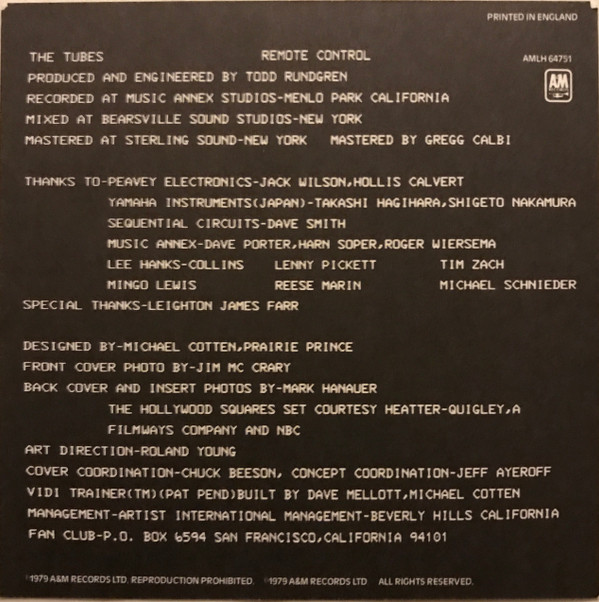 PRINTED IN ENGLAND
THE TUBES REMOTE CONTROL
AMLH 64751
AM
PRODUCED AND ENGINEERED BY TODD RUNDGREN
RECORDED AT MUSIC ANNEX STUDIOS-MENLO PARK CALIFORNIA
MIXED AT BEARSVILLE SOUND STUDIOS-NEW YORK
MASTERED AT STERLING SOUND-NEW YORK MASTERED BY GREGG CALBI
THANKS TO-PEAVEY ELECTRONICS-JACK WILSON,HOLLIS CALVERT
YAMAHA INSTRUMENTS(JAPAN)-TAKASHI HAGIHARA,SHIGETO NAKAMURA
SEQUENTIAL CIRCUITS-DAVE SMITH
MUSIC ANNEX-DAVE PORTER,HARN SOPER,ROGER WIERSEMA
LEE HANKS-COLLINS LENNY PICKETT TIM ZACH
MINGO LEWIS REESE MARIN MICHAEL SCHNIEDER
SPECIAL THANKS-LEIGHTON JAMES FARR
DESIGNED BY-MICHAEL COTTEN,PRAIRIE PRINCE
FRONT COVER PHOTO BY-JIM MC CRARY
BACK COVER AND INSERT PHOTOS BY-MARK HANAUER
THE HOLLYWOOD SQUARES SET COURTESY HEATTER-QUIGLEY,A
FILMWAYS COMPANY AND NBC
ART DIRECTION-ROLAND YOUNG
COVER COORDINATION-CHUCK BEESON, CONCEPT COORDINATION-JEFF AYEROFF
VIDI TRAINER(TM)(PAT PEND)BUILT BY DAVE MELLOTT,MICHAEL COTTEN
MANAGEMENT-ARTIST INTERNATIONAL MANAGEMENT-BEVERLY HILLS CALIFORNIA
FAN CLUB-P.O. BOX 6594 SAN FRANCISCO,CALIFORNIA 94101
℗1979 A&M RECORDS LTD. REPRODUCTION PROHIBITED. ©1979 A&M RECORDS LTD ALL RIGHTS RESERVED.